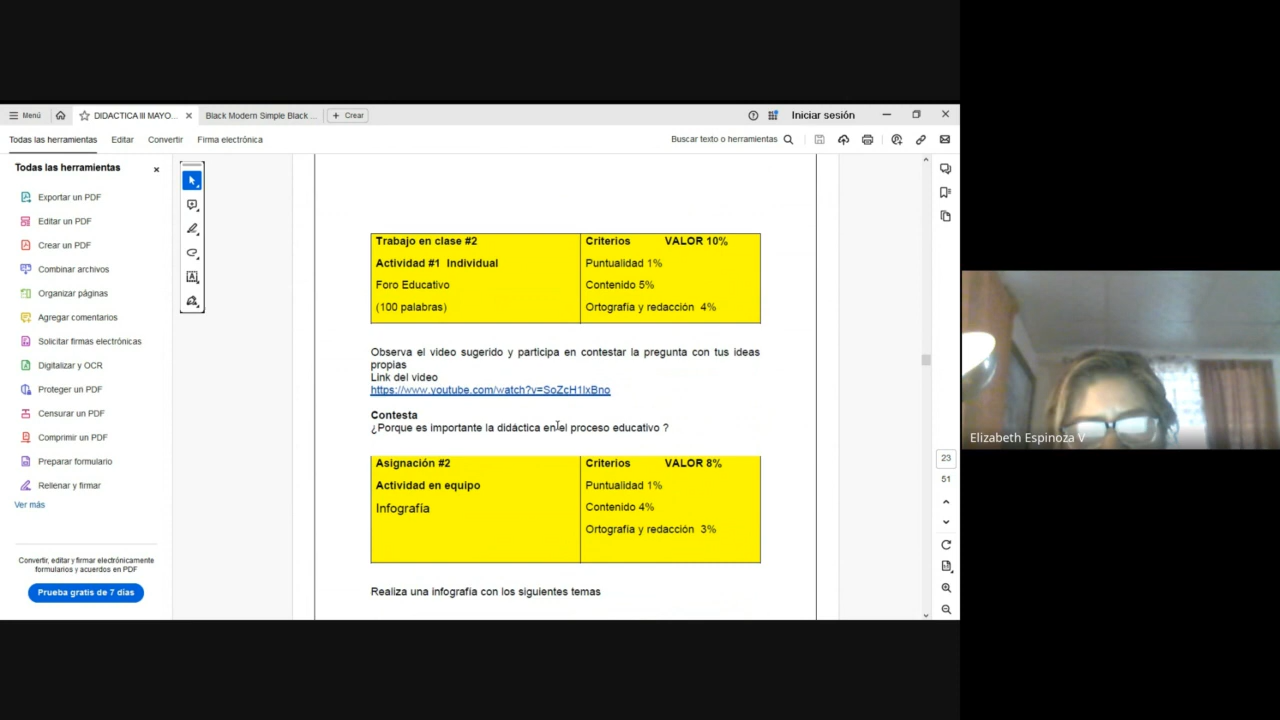 Menú
DIDACTICA III MAYO...
Black Modern Simple Black ...
+ Crear
Iniciar sesión
Todas las herramientas
Editar
Convertir
Firma electrónica
Buscar texto o herramientas
Todas las herramientas
Exportar un PDF
Editar un PDF
Crear un PDF
Combinar archivos
Organizar páginas
Agregar comentarios
Solicitar firmas electrónicas
Digitalizar y OCR
Proteger un PDF
Censurar un PDF
Comprimir un PDF
Preparar formulario
Rellenar y firmar
Ver más
Convertir, editar y firmar electrónicamente
formularios y acuerdos en PDF
Prueba gratis de 7 días
Trabajo en clase #2
Actividad #1 Individual
Foro Educativo
(100 palabras)
Criterios VALOR 10%
Puntualidad 1%
Contenido 5%
Ortografía y redacción 4%
Observa el video sugerido y participa en contestar la pregunta con tus ideas
propias
Link del video
https://www.youtube.com/watch?v=SoZcH1lxBno
Contesta
¿Porque es importante la didáctica en el proceso educativo ?
Asignación #2
Actividad en equipo
Infografía
Criterios VALOR 8%
Puntualidad 1%
Contenido 4%
Ortografía y redacción 3%
Realiza una infografía con los siguientes temas
23
51
Elizabeth Espinoza V